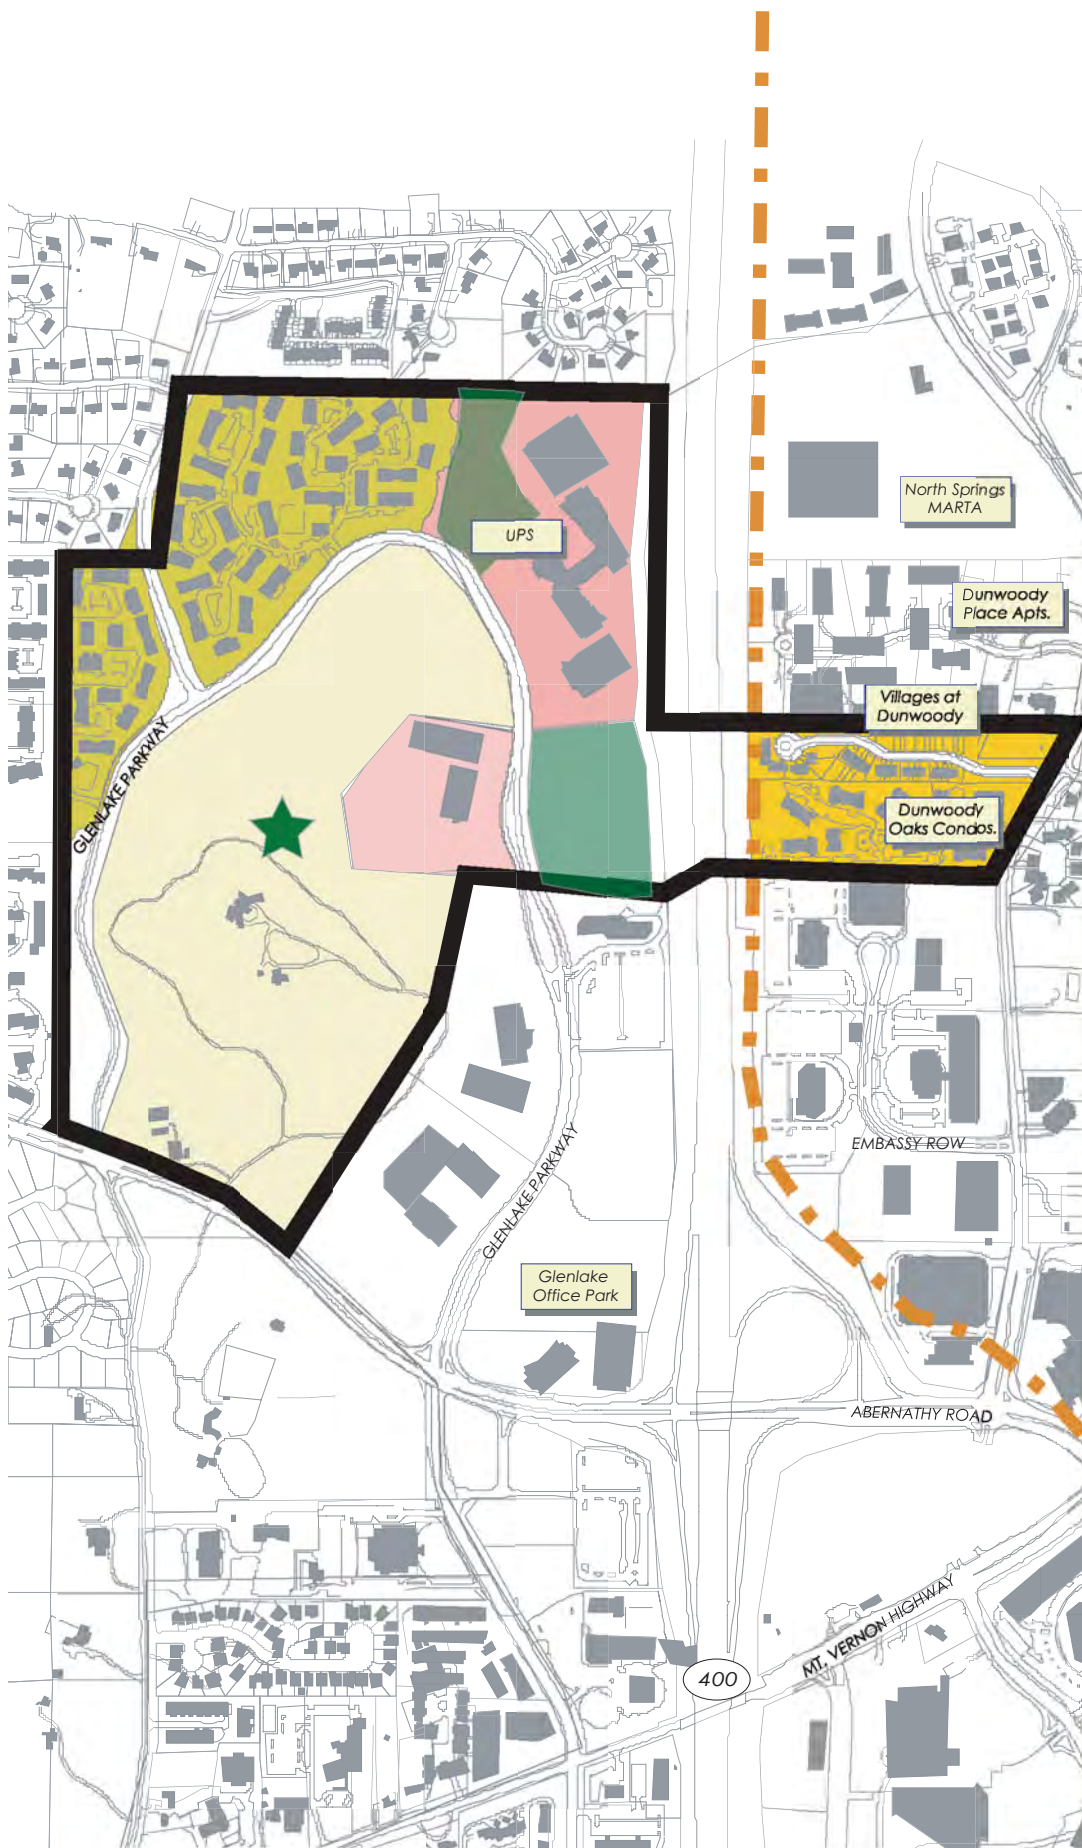 North Springs
MARTA
UPS
Dunwoody
Place Apts.
Villages at
Dunwoody
GLENLAKE PARKWAY
Dunwoody
Oaks Condos.
EMBASSY ROW
GLENLAKE PARKWAY
Glenlake
Office Park
ABERNATHY ROAD
MT. VERNON HIGHWAY
400